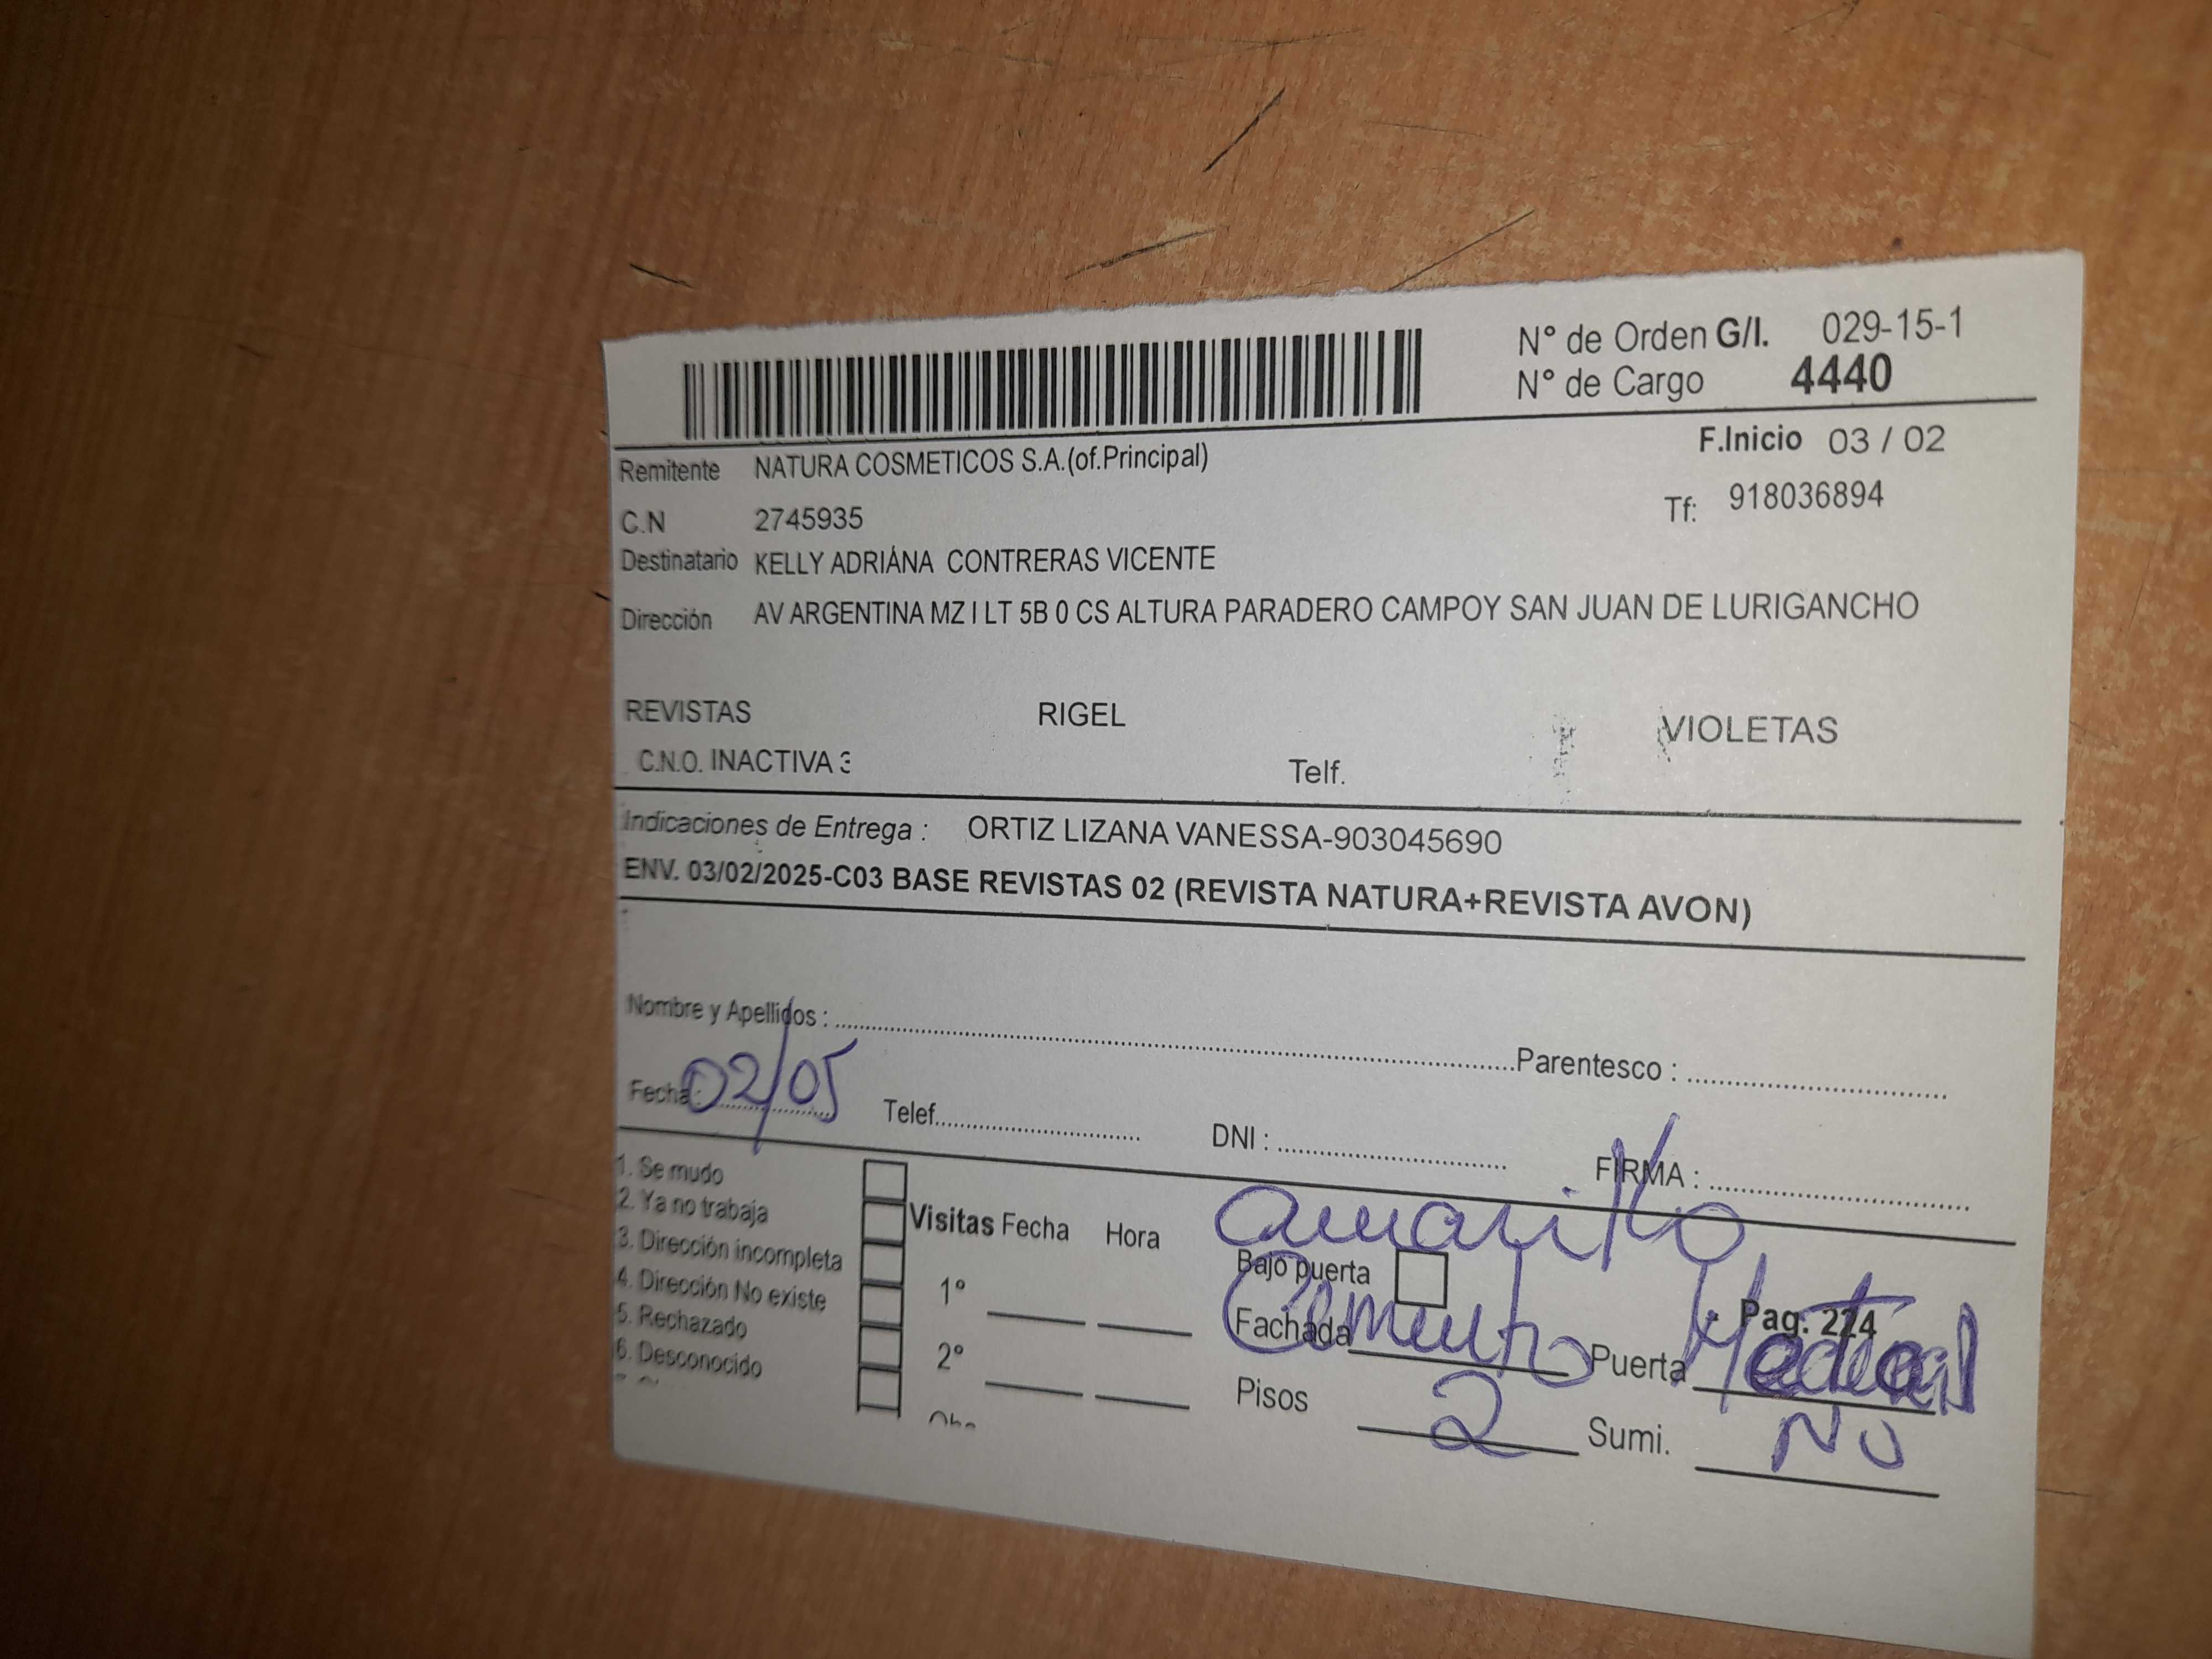 N° de Orden G/I. 029-15-1
N° de Cargo 4440
F.Inicio 03 / 02
Remitente NATURA COSMETICOS S.A.(of.Principal)
Tf: 918036894
C.N 2745935
Destinatario KELLY ADRIÁNA CONTRERAS VICENTE
Dirección AV ARGENTINA MZ I LT 5B 0 CS ALTURA PARADERO CAMPOY SAN JUAN DE LURIGANCHO
REVISTAS RIGEL VIOLETAS
C.N.O. INACTIVA 3 Telf.
Indicaciones de Entrega : ORTIZ LIZANA VANESSA-903045690
ENV. 03/02/2025-C03 BASE REVISTAS 02 (REVISTA NATURA+REVISTA AVON)
Nombre y Apellidos : Parentesco :
Fecha: 02/05 Telef. DNI : FIRMA :
1. Se mudo
2. Ya no trabaja
3. Dirección incompleta
4. Dirección No existe
5. Rechazado
6. Desconocido
Visitas Fecha Hora
1°
2°
amarillo
Bajo puerta
Pag. 224
Fachada Cemento Puerta Metal
Pisos 2 Sumi. No